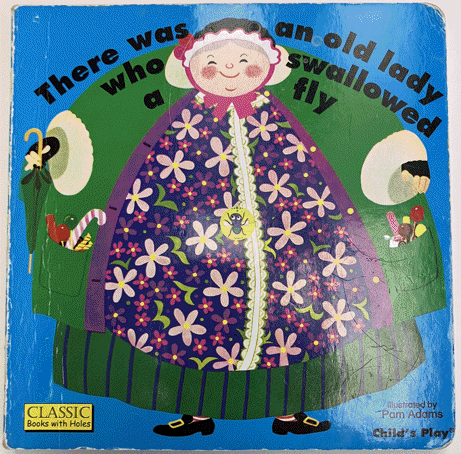 There was an old lady
who swallowed
a fly
CLASSIC
Books with Holes
Illustrated by
Pam Adams
Child's Play®